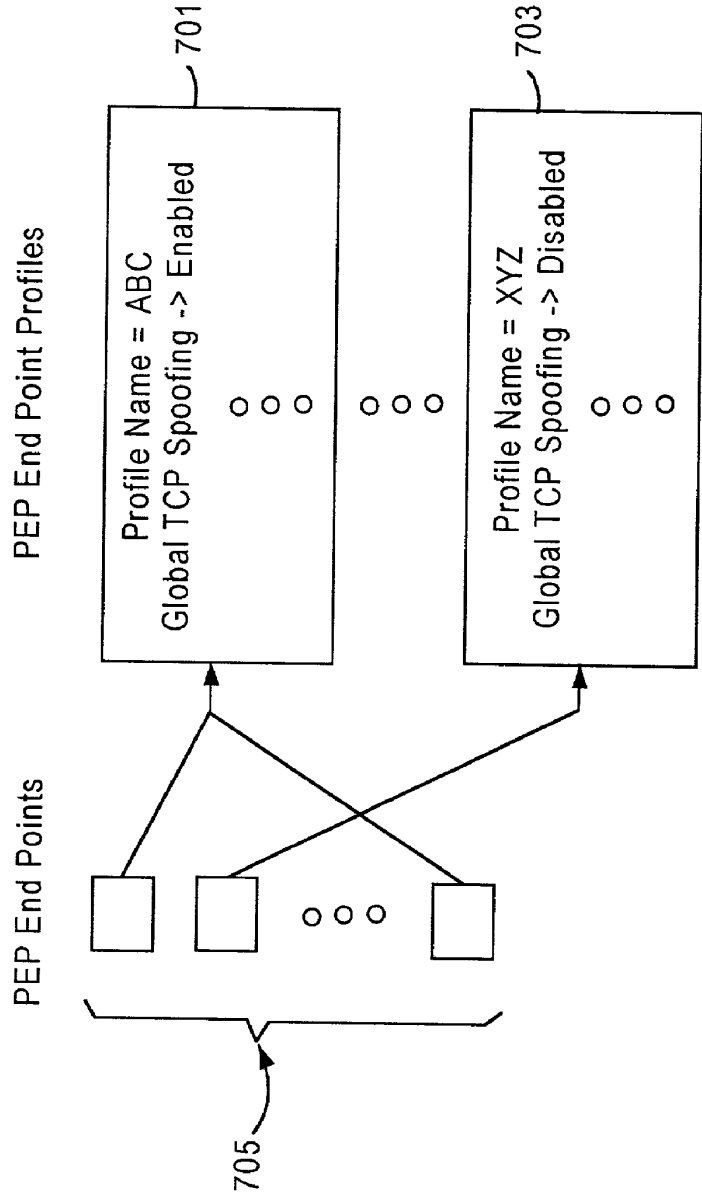 PEP End Points
PEP End Point Profiles
705
701
Profile Name = ABC
Global TCP Spoofing -> Enabled
703
Profile Name = XYZ
Global TCP Spoofing -> Disabled